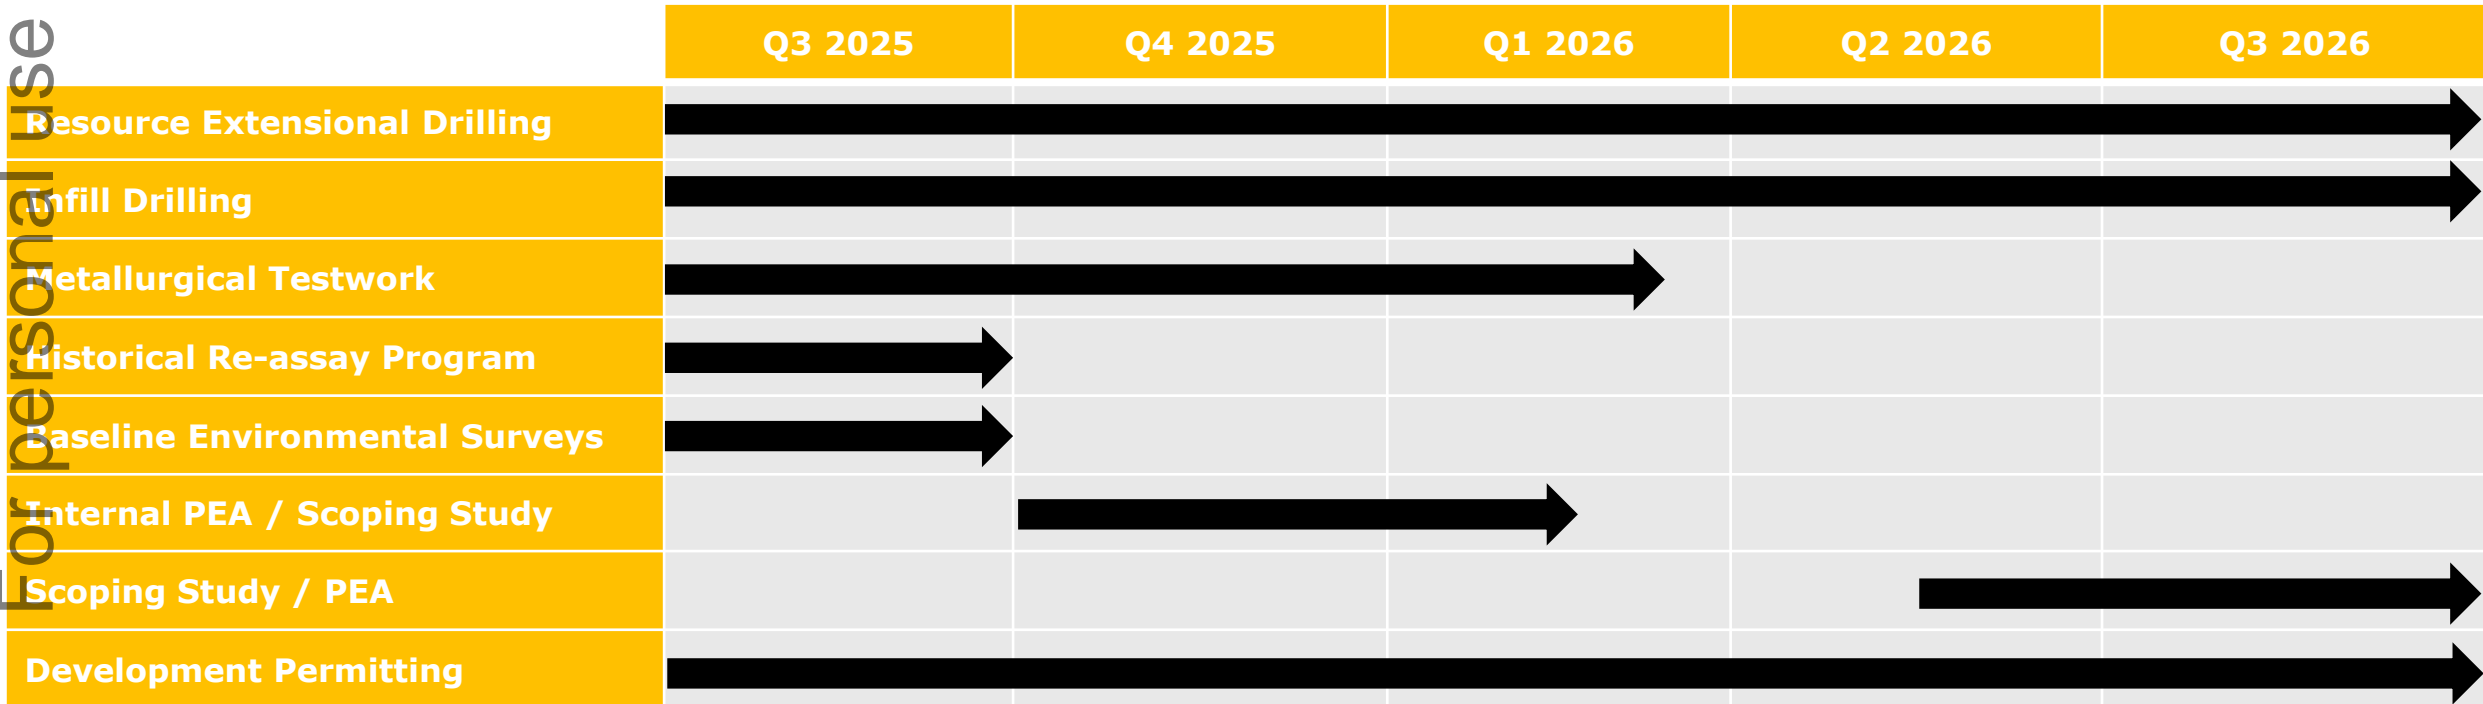 Q3 2025 Q4 2025 Q1 2026 Q2 2026 Q3 2026
Resource Extensional Drilling
Infill Drilling
Metallurgical Testwork
Historical Re-assay Program
Baseline Environmental Surveys
Internal PEA / Scoping Study
Scoping Study / PEA
Development Permitting
For personal use